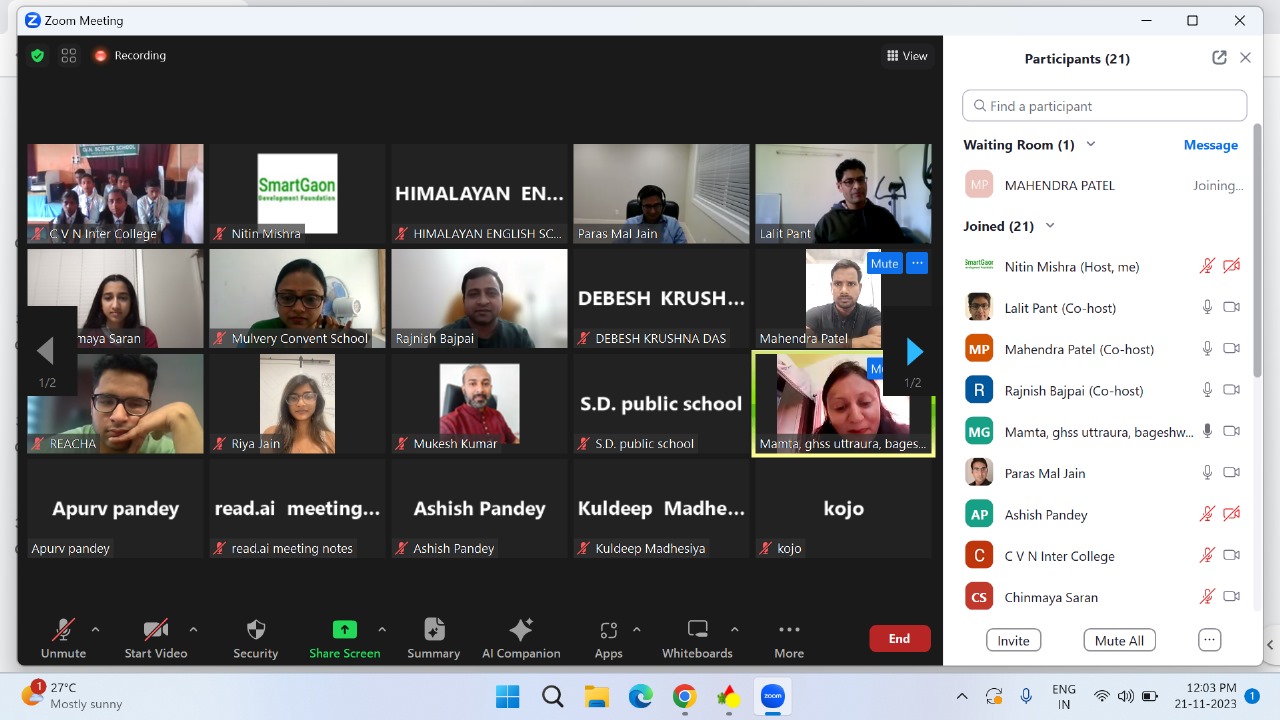 Zoom Meeting
Recording
View
C V N Inter College
SmartGaon
Development Foundation
Nitin Mishra
HIMALAYAN EN...
HIMALAYAN ENGLISH SC...
Paras Mal Jain
Lalit Pant
maya Saran
Mulvery Convent School
Rajnish Bajpai
DEBESH KRUSH...
DEBESH KRUSHNA DAS
Mute
...
Mahendra Patel
1/2
1/2
REACHA
Riya Jain
Mukesh Kumar
S.D. public school
S.D. public school
Mamta, ghss uttraura, bages...
Apurv pandey
Apurv pandey
read.ai meeting...
read.ai meeting notes
Ashish Pandey
Ashish Pandey
Kuldeep Madhe...
Kuldeep Madhesiya
kojo
kojo
Unmute
Start Video
Security
Share Screen
Summary
AI Companion
Apps
Whiteboards
More
End
Participants (21)
Find a participant
Waiting Room (1)
Message
MP
MAHENDRA PATEL
Joining...
Joined (21)
SmartGaon
Nitin Mishra (Host, me)
Lalit Pant (Co-host)
MP
Mahendra Patel (Co-host)
R
Rajnish Bajpai (Co-host)
MG
Mamta, ghss uttraura, bageshw...
Paras Mal Jain
AP
Ashish Pandey
C
C V N Inter College
CS
Chinmaya Saran
Invite
Mute All
...
1
27°C
Mostly sunny
zoom
ENG
IN
12:03 PM
21-11-2023
1